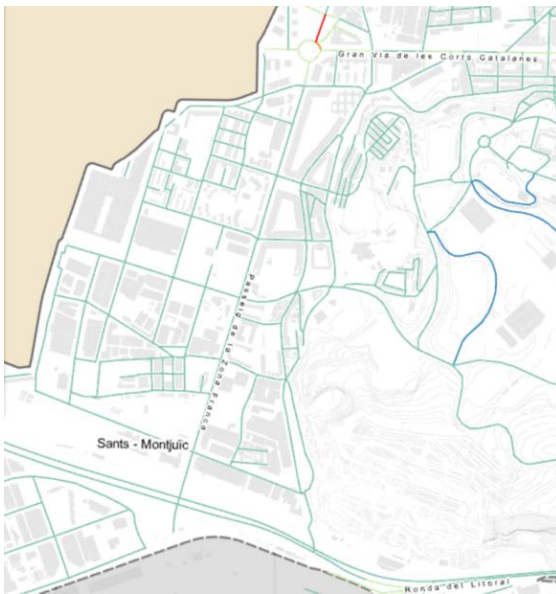 Gran Via de les Corts Catalanes
Passeig de la Zona Franca
Sants - Montjuïc
Ronda del Litoral